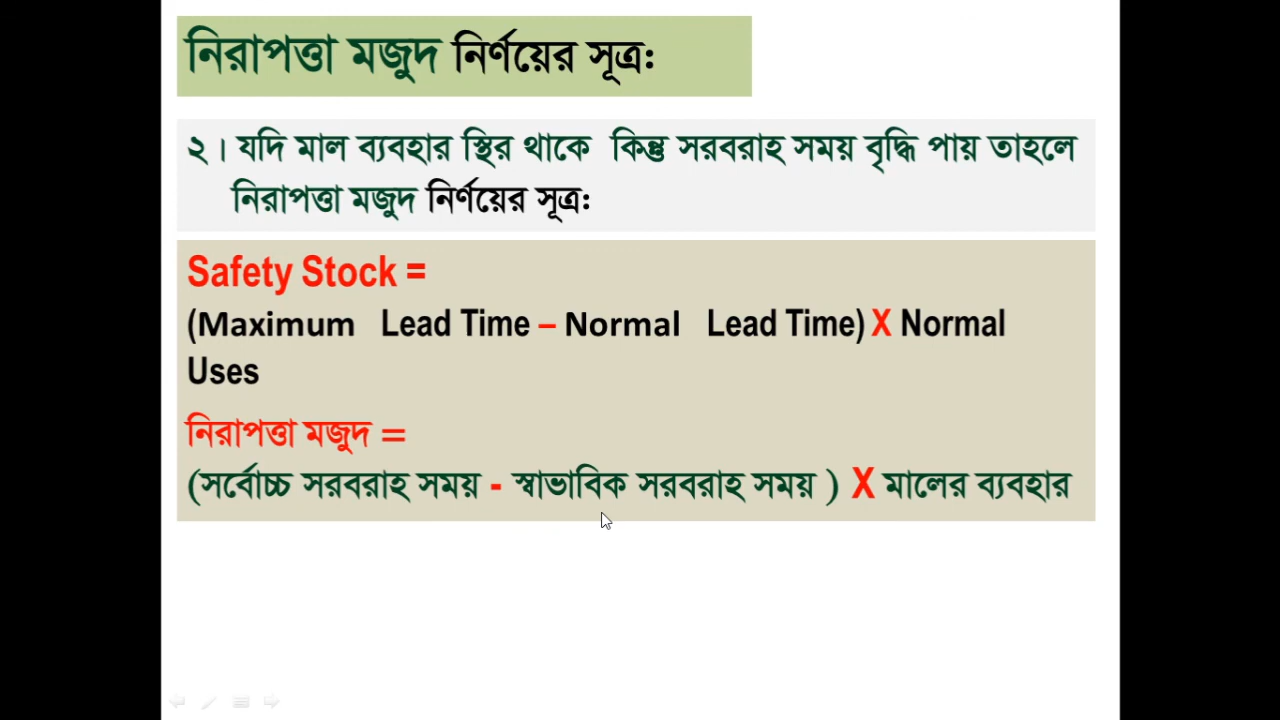 নিরাপত্তা মজুদ নির্ণয়ের সূত্র:
২। যদি মাল ব্যবহার স্থির থাকে কিন্তু সরবরাহ সময় বৃদ্ধি পায় তাহলে
নিরাপত্তা মজুদ নির্ণয়ের সূত্র:
Safety Stock =
(Maximum Lead Time – Normal Lead Time) X Normal
Uses
নিরাপত্তা মজুদ =
(সর্বোচ্চ সরবরাহ সময় - স্বাভাবিক সরবরাহ সময় ) X মালের ব্যবহার